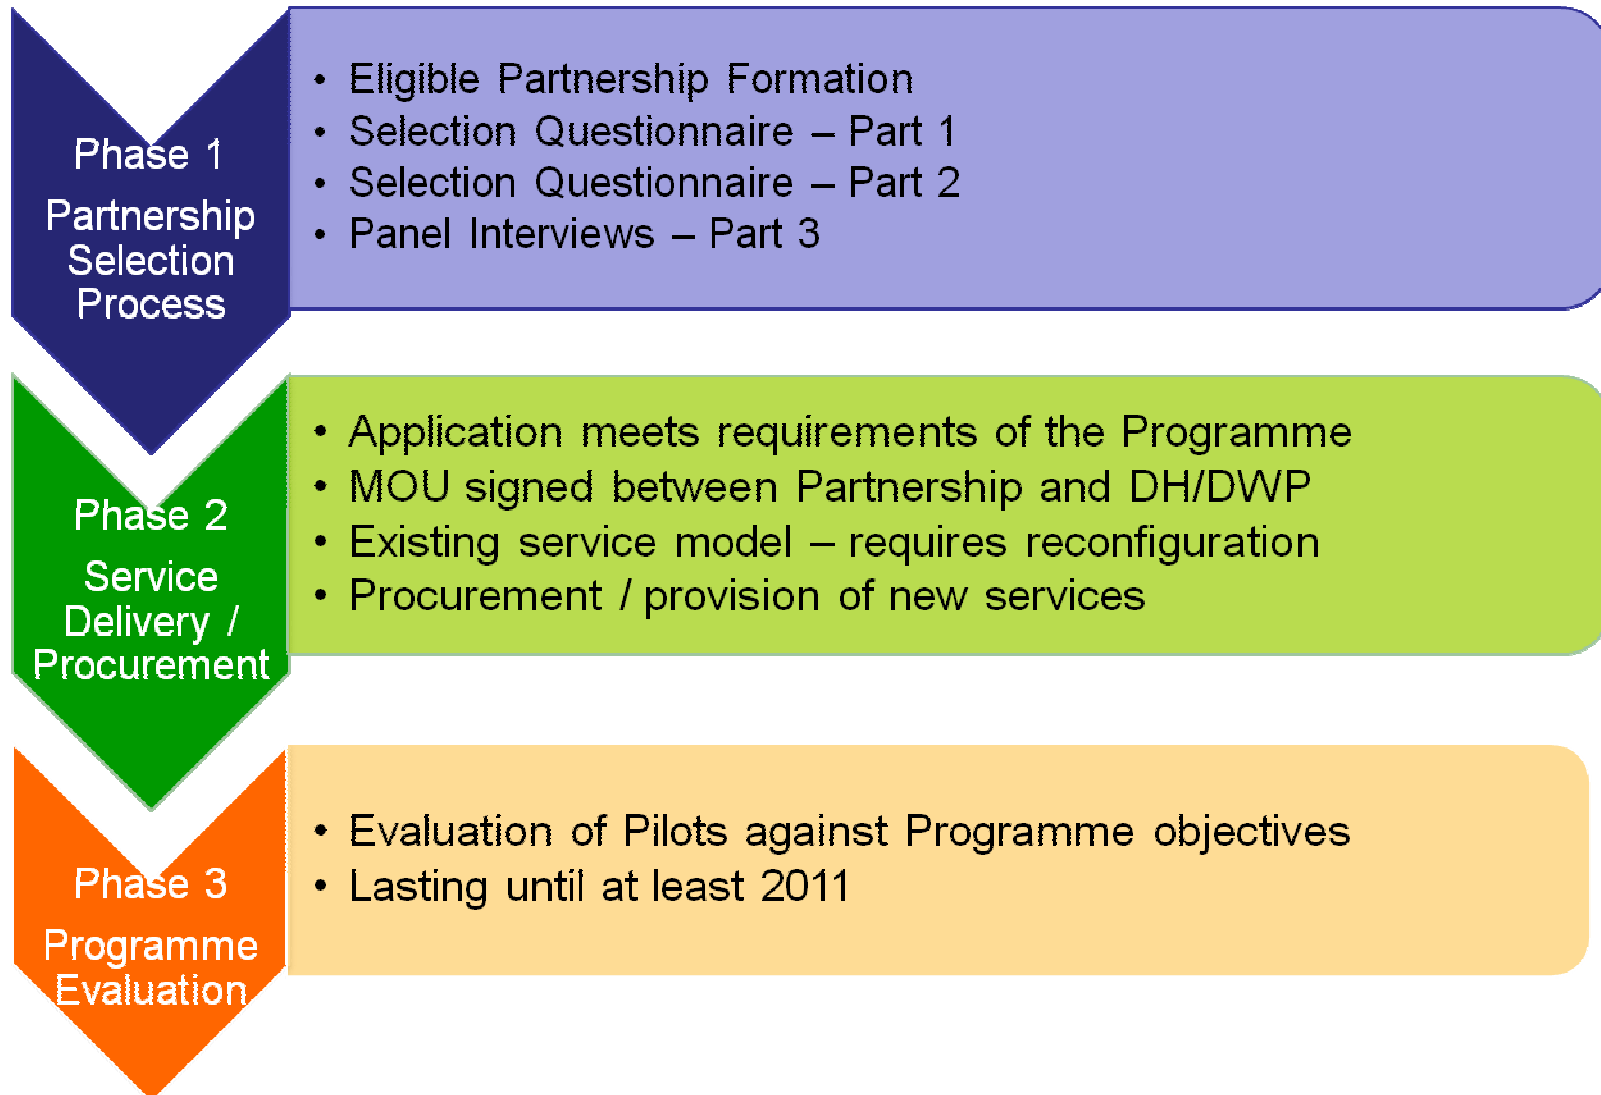 Phase 1
Partnership
Selection
Process
• Eligible Partnership Formation
• Selection Questionnaire – Part 1
• Selection Questionnaire – Part 2
• Panel Interviews – Part 3
Phase 2
Service
Delivery /
Procurement
• Application meets requirements of the Programme
• MOU signed between Partnership and DH/DWP
• Existing service model – requires reconfiguration
• Procurement / provision of new services
Phase 3
Programme
Evaluation
• Evaluation of Pilots against Programme objectives
• Lasting until at least 2011